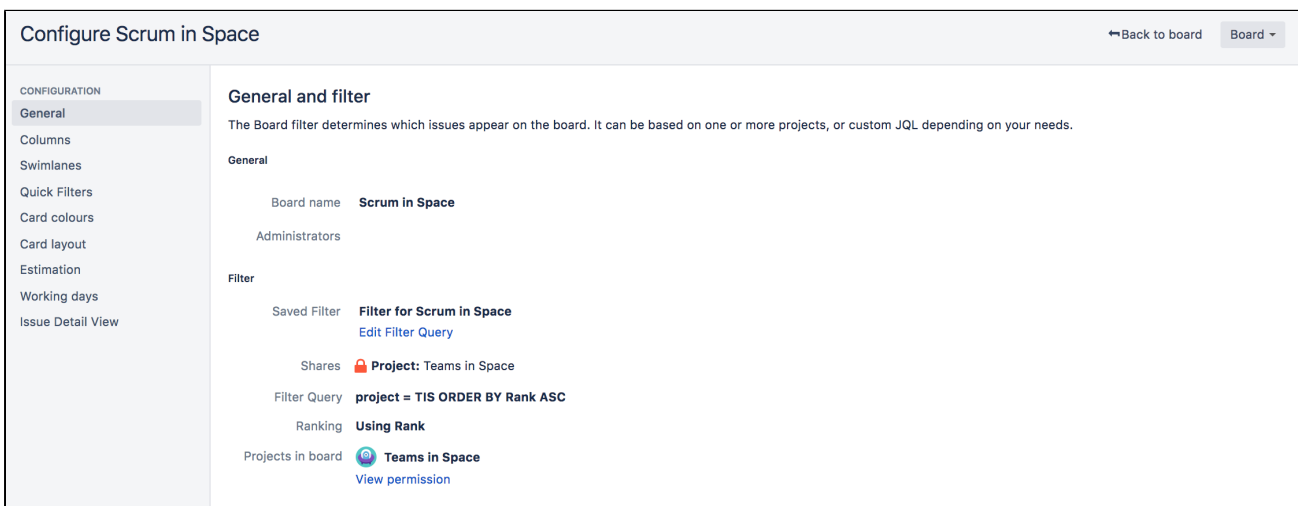 Configure Scrum in Space
Back to board
Board
CONFIGURATION
General
Columns
Swimlanes
Quick Filters
Card colours
Card layout
Estimation
Working days
Issue Detail View
General and filter
The Board filter determines which issues appear on the board. It can be based on one or more projects, or custom JQL depending on your needs.
General
Board name Scrum in Space
Administrators
Filter
Saved Filter Filter for Scrum in Space
Edit Filter Query
Shares Project: Teams in Space
Filter Query project = TIS ORDER BY Rank ASC
Ranking Using Rank
Projects in board Teams in Space
View permission